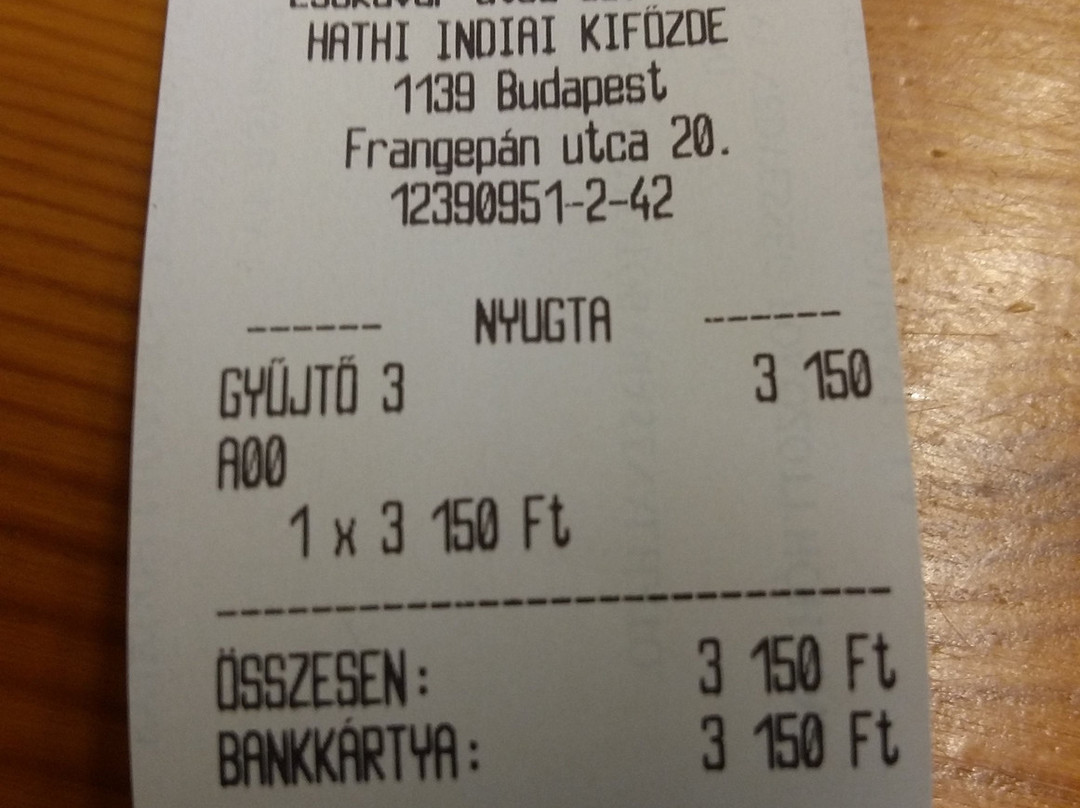 HATHI INDIAI KIFŐZDE
1139 Budapest
Frangepán utca 20.
12390951-2-42
------ NYUGTA ------
GYŰJTŐ 3 3 150
A00
1 x 3 150 Ft
------------------------------
ÖSSZESEN: 3 150 Ft
BANKKÁRTYA: 3 150 Ft